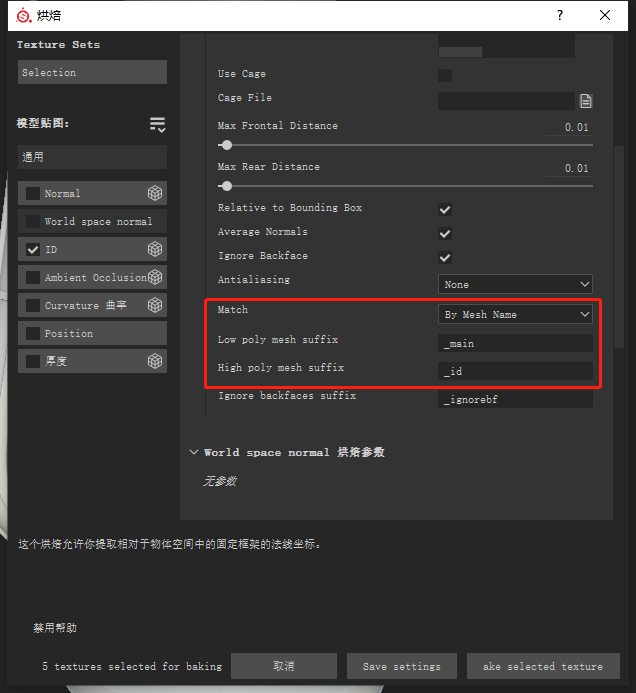 烘焙
?
Texture Sets
Selection
模型贴图:
通用
Normal
World space normal
ID
Ambient Occlusion
Curvature 曲率
Position
厚度
Use Cage
Cage File
Max Frontal Distance
0.01
Max Rear Distance
0.01
Relative to Bounding Box
Average Normals
Ignore Backface
Antialiasing
None
Match
By Mesh Name
Low poly mesh suffix
_main
High poly mesh suffix
_id
Ignore backfaces suffix
_ignorebf
World space normal 烘焙参数
无参数
这个烘焙允许你提取相对于物体空间中的固定框架的法线坐标。
禁用帮助
5 textures selected for baking
取消
Save settings
ake selected texture